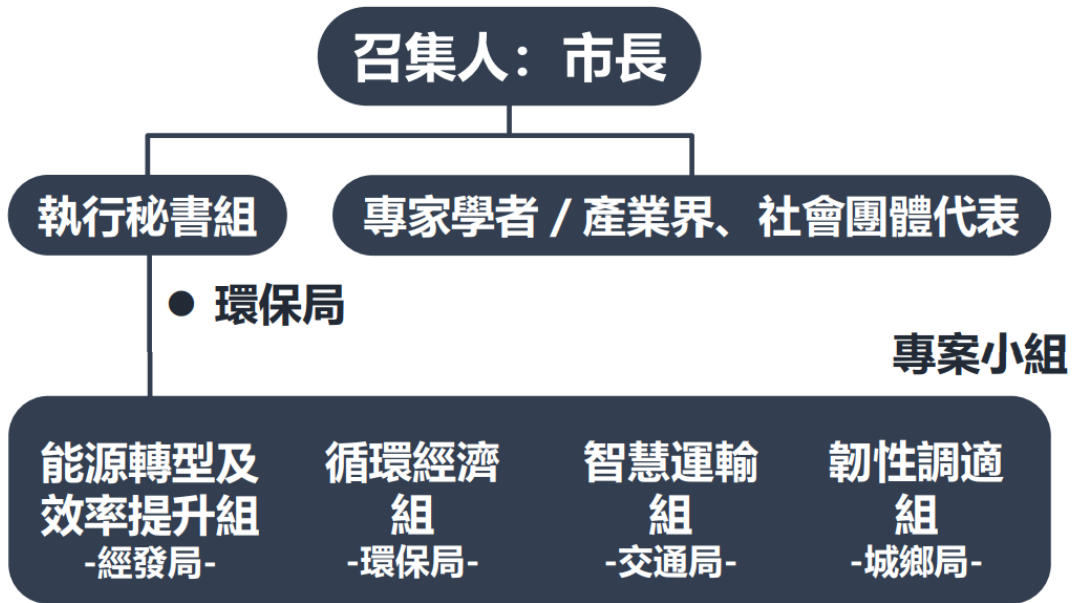 召集人：市長
執行秘書組
專家學者 / 產業界、社會團體代表
● 環保局
專案小組
能源轉型及
效率提升組
-經發局-
循環經濟
組
-環保局-
智慧運輸
組
-交通局-
韌性調適
組
-城鄉局-